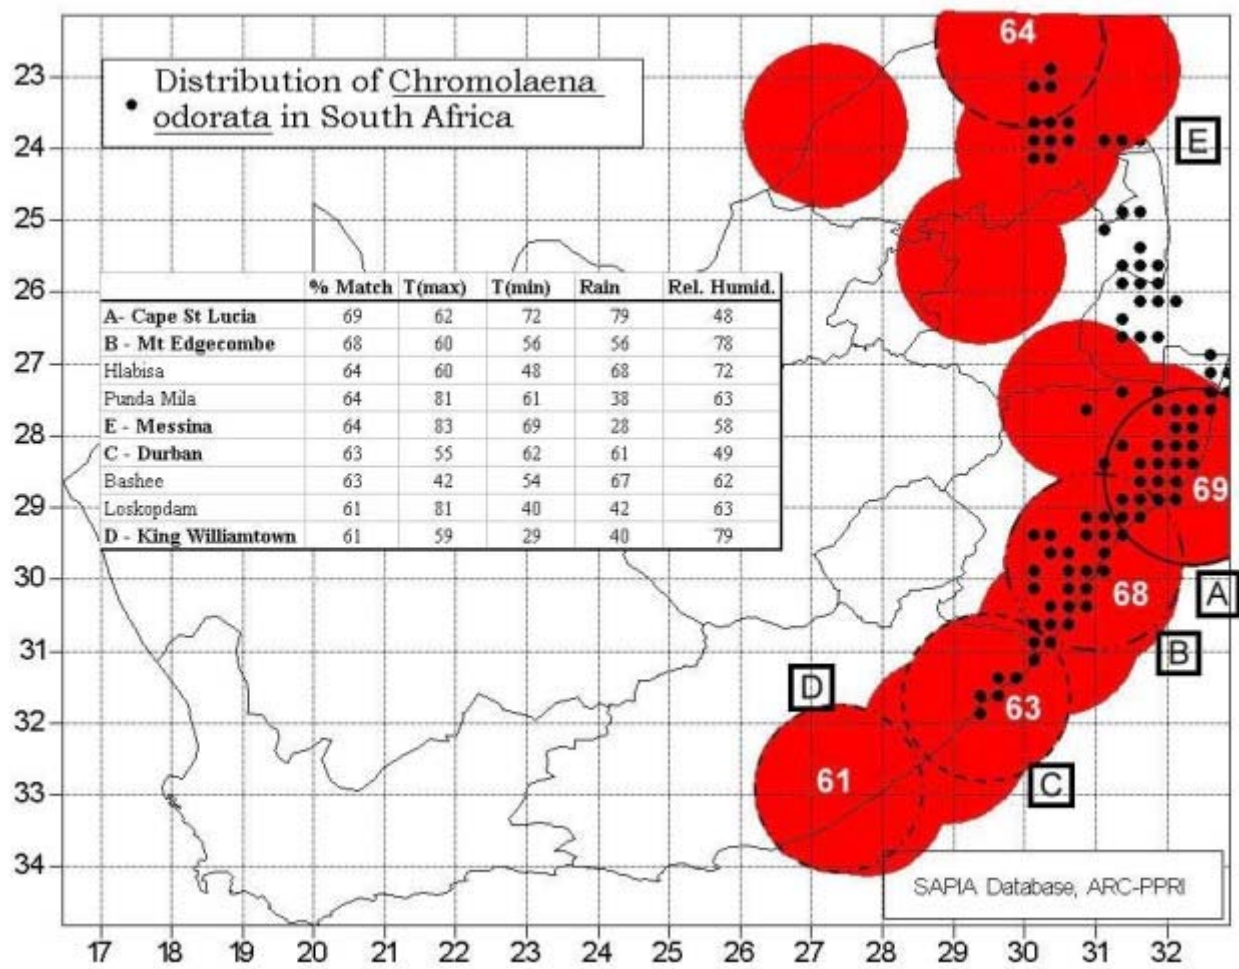 64
23
Distribution of Chromolaena
odorata in South Africa
24
E
25
26
% Match T(max) T(min) Rain Rel. Humid.
A- Cape St Lucia 69 62 72 79 48
B - Mt Edgecombe 68 60 56 56 78
Hlabisa 64 60 48 68 72
Punda Mila 64 81 61 38 63
E - Messina 64 83 69 28 58
C - Durban 63 55 62 61 49
Bashee 63 42 54 67 62
Loskopdam 61 81 40 42 63
D - King Williamtown 61 59 29 40 79
27
28
29
69
30
68
A
31
B
D
32
63
33
61
C
34
SAPIA Database, ARC-PPRI
17 18 19 20 21 22 23 24 25 26 27 28 29 30 31 32